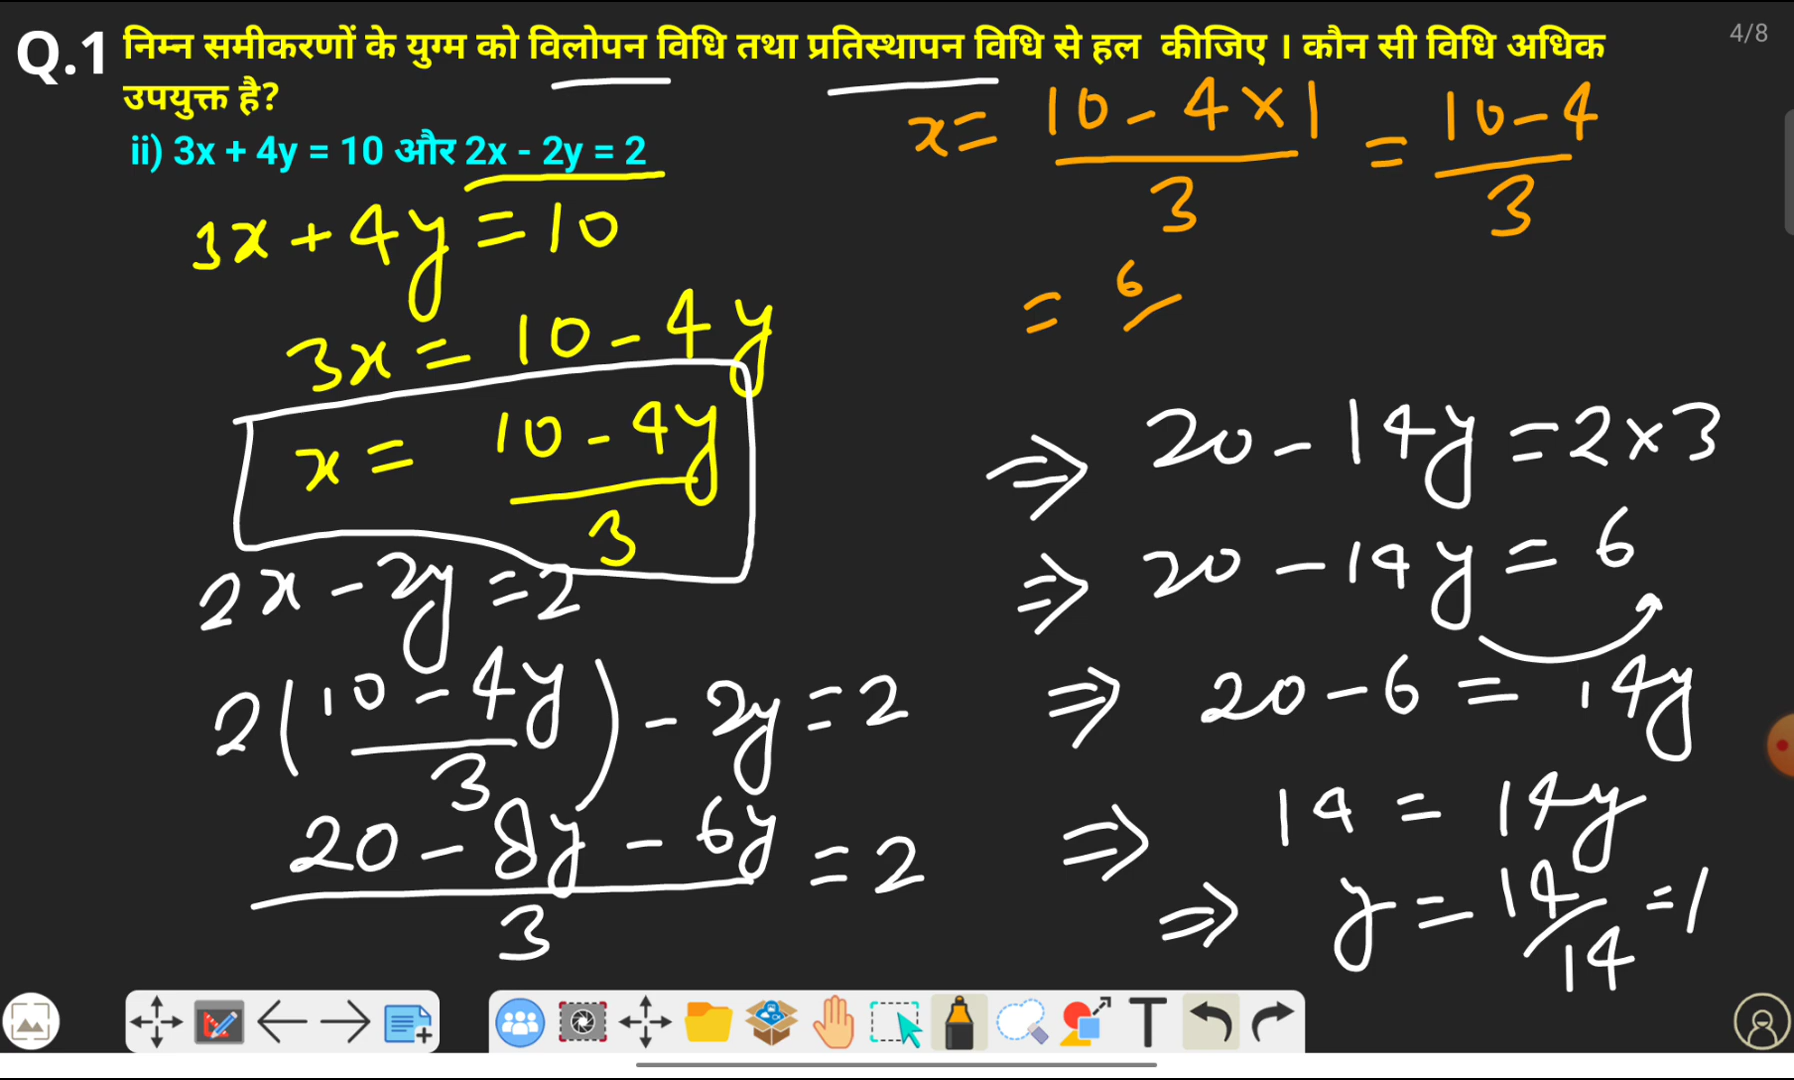 Q.1 निम्न समीकरणों के युग्म को विलोपन विधि तथा प्रतिस्थापन विधि से हल कीजिए । कौन सी विधि अधिक
उपयुक्त है?
4/8
ii) 3x + 4y = 10 और 2x - 2y = 2
3x + 4y = 10
3x = 10 - 4y
x = (10 - 4y)/3
2x - 2y = 2
2((10 - 4y)/3) - 2y = 2
(20 - 8y - 6y)/3 = 2
x = (10 - 4 × 1)/3 = (10 - 4)/3
= 6/
⇒ 20 - 14y = 2 × 3
⇒ 20 - 14y = 6
⇒ 20 - 6 = 14y
⇒ 14 = 14y
⇒ y = 14/14 = 1
T